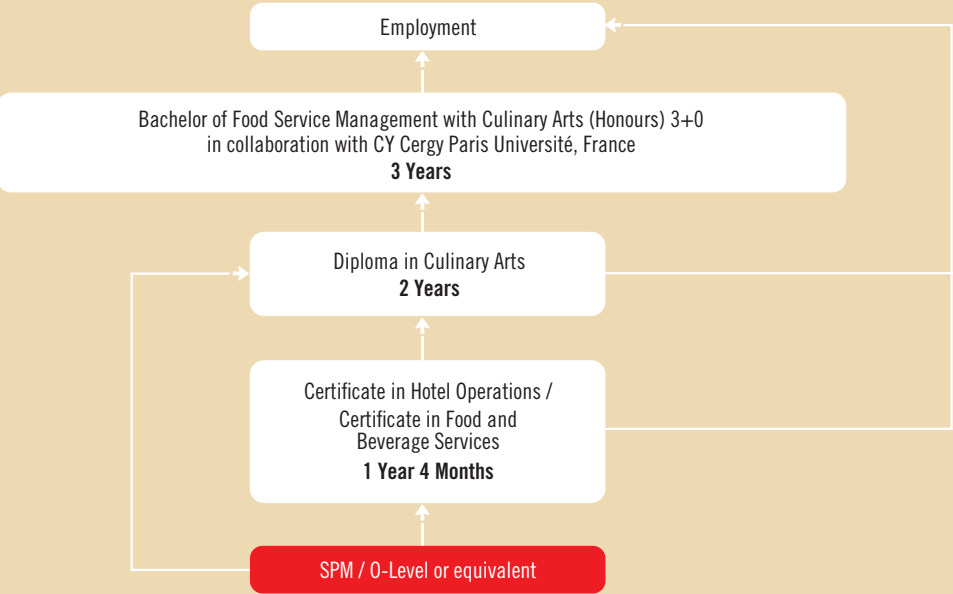 Employment
Bachelor of Food Service Management with Culinary Arts (Honours) 3+0
in collaboration with CY Cergy Paris Université, France
3 Years
Diploma in Culinary Arts
2 Years
Certificate in Hotel Operations /
Certificate in Food and
Beverage Services
1 Year 4 Months
SPM / O-Level or equivalent